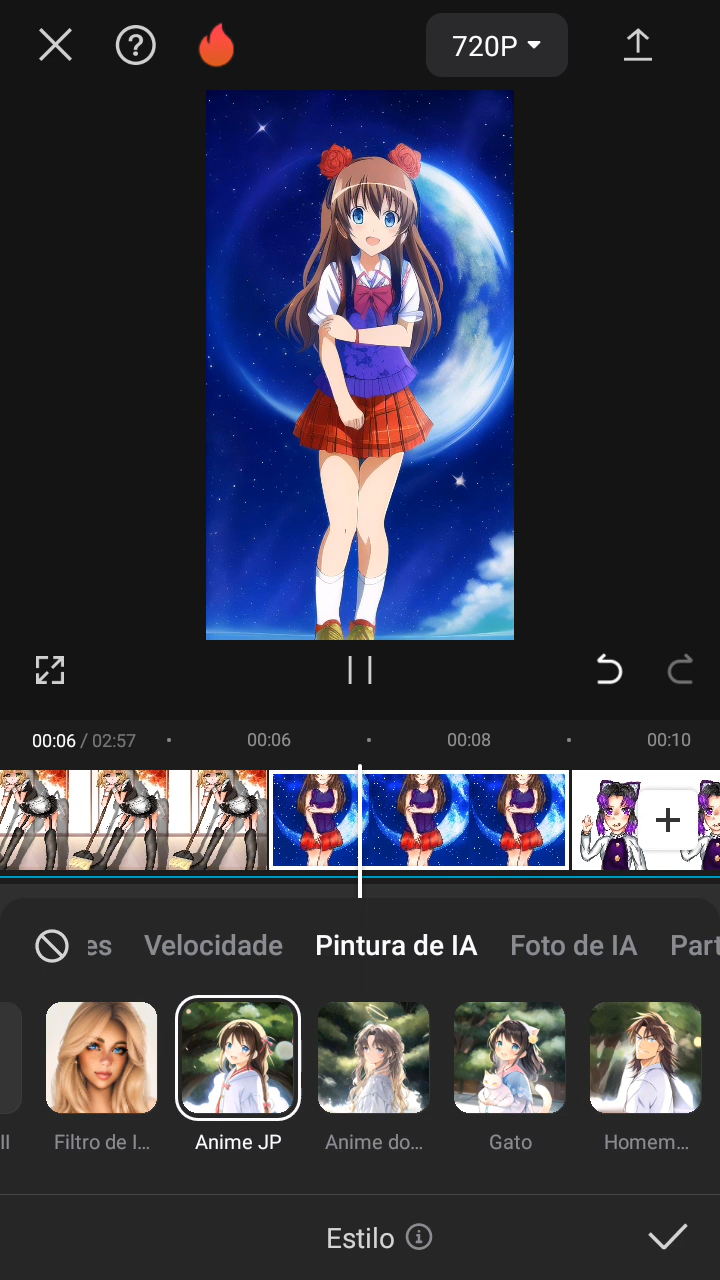 720P
00:06 / 02:57
00:06
00:08
00:10
es
Velocidade
Pintura de IA
Foto de IA
Part
ll
Filtro de I...
Anime JP
Anime do...
Gato
Homem...
Estilo